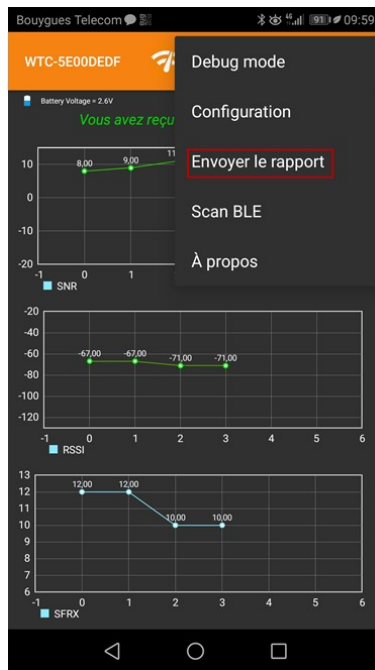 Bouygues Telecom 91 09:59
WTC-5E00DEDF
Debug mode
Configuration
Envoyer le rapport
Scan BLE
À propos
Battery Voltage = 2.6V
Vous avez reçu
10
0
-10
-20
8,00 9,00 11
-1 0 1
SNR
-20
-40
-60
-80
-100
-120
-67,00 -67,00 -71,00 -71,00
-1 0 1 2 3 4 5 6
RSSI
13
12
11
10
9
8
7
6
12,00 12,00 10,00 10,00
-1 0 1 2 3 4 5 6
SFRX